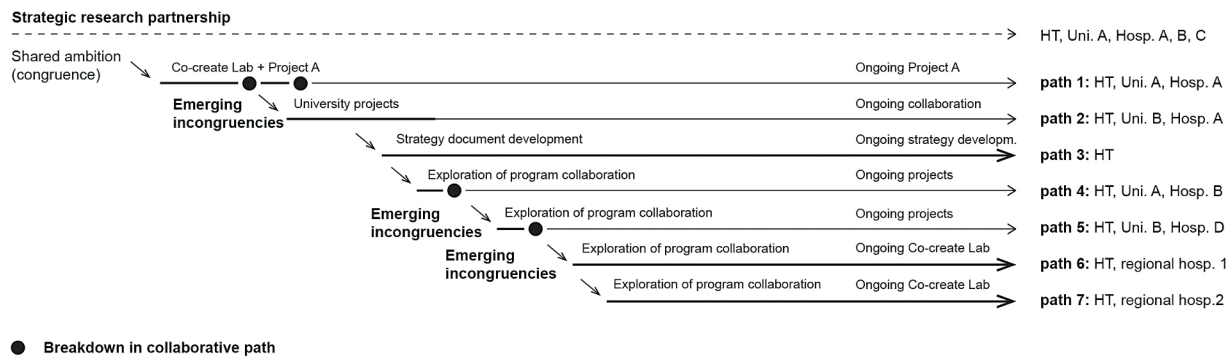 Strategic research partnership
HT, Uni. A, Hosp. A, B, C
Shared ambition
(congruence)
Co-create Lab + Project A
Ongoing Project A
path 1: HT, Uni. A, Hosp. A
Emerging
incongruencies
University projects
Ongoing collaboration
path 2: HT, Uni. B, Hosp. A
Strategy document development
Ongoing strategy developm.
path 3: HT
Exploration of program collaboration
Ongoing projects
path 4: HT, Uni. A, Hosp. B
Emerging
incongruencies
Exploration of program collaboration
Ongoing projects
path 5: HT, Uni. B, Hosp. D
Emerging
incongruencies
Exploration of program collaboration
Ongoing Co-create Lab
path 6: HT, regional hosp. 1
Exploration of program collaboration
Ongoing Co-create Lab
path 7: HT, regional hosp.2
Breakdown in collaborative path